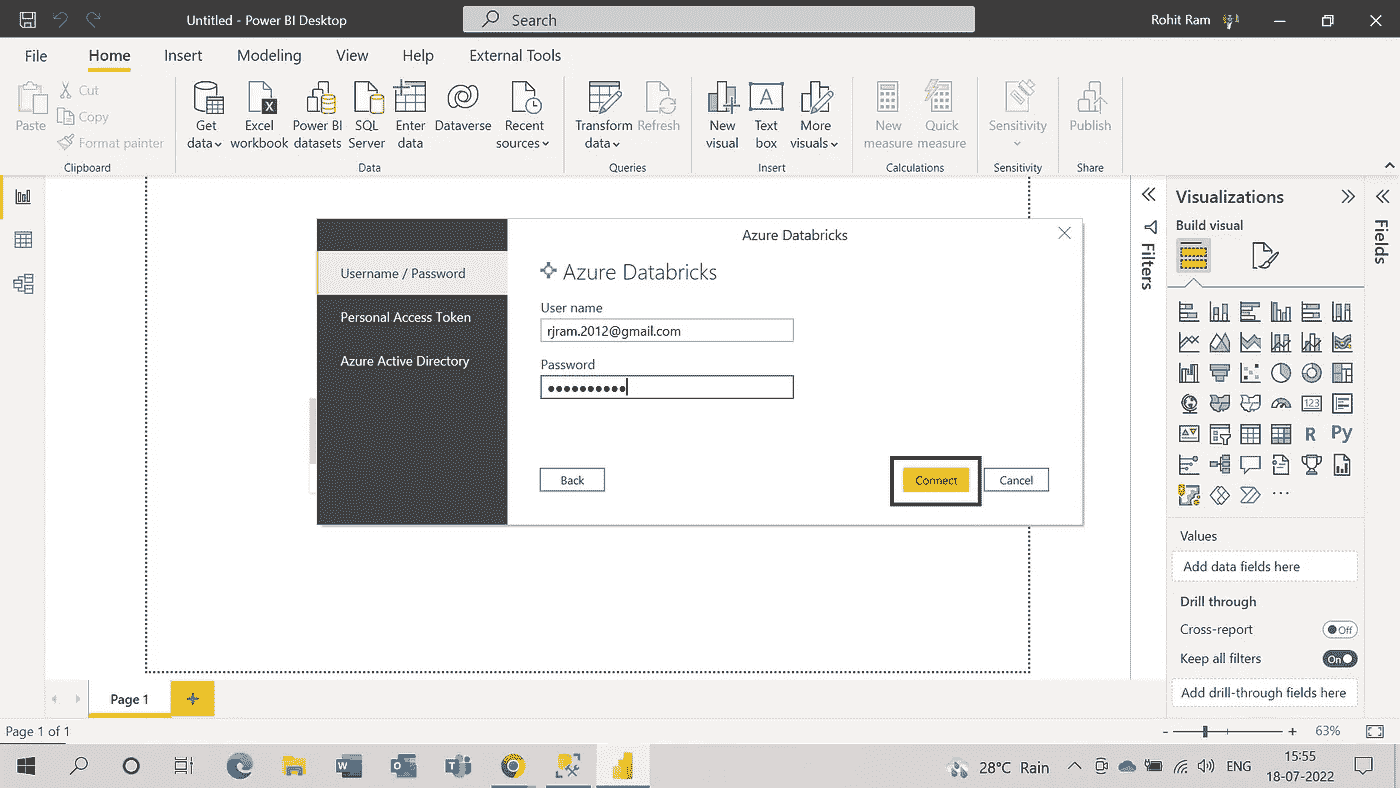 Untitled - Power BI Desktop
Search
Rohit Ram
File Home Insert Modeling View Help External Tools
Paste
Cut
Copy
Format painter
Clipboard
Get data
Excel workbook
Power BI datasets
SQL Server
Enter data
Dataverse
Recent sources
Data
Transform data
Refresh
Queries
New visual
Text box
More visuals
Insert
New measure
Quick measure
Calculations
Sensitivity
Sensitivity
Publish
Share
Azure Databricks
Username / Password
Personal Access Token
Azure Active Directory
Azure Databricks
User name
rjram.2012@gmail.com
Password
●●●●●●●●●●
Back
Connect
Cancel
Filters
Visualizations
Build visual
Fields
123
R
Py
...
Values
Add data fields here
Drill through
Cross-report
Off
Keep all filters
On
Add drill-through fields here
Page 1
Page 1 of 1
- + 63%
28°C Rain
ENG
15:55
18-07-2022